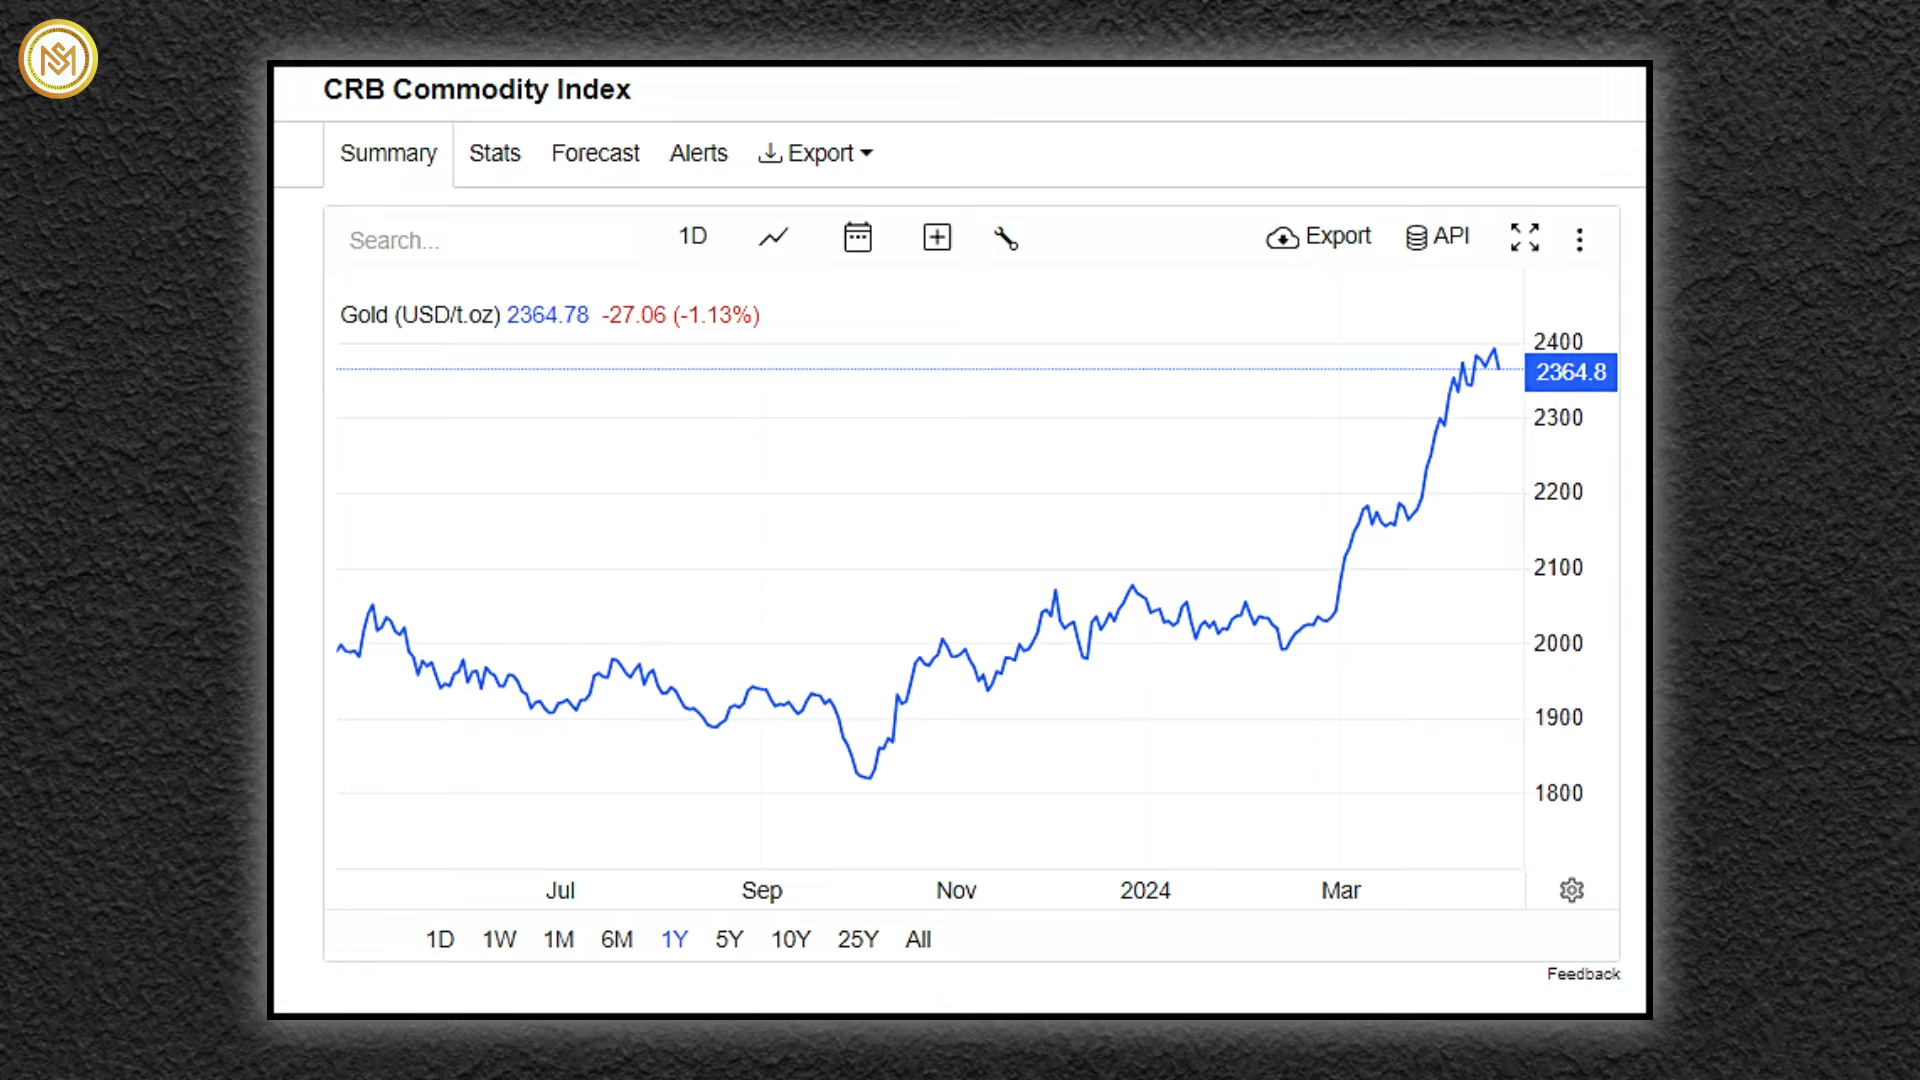 CRB Commodity Index
Summary Stats Forecast Alerts Export
Search... 1D Export API
Gold (USD/t.oz) 2364.78 -27.06 (-1.13%)
2400
2364.8
2300
2200
2100
2000
1900
1800
Jul Sep Nov 2024 Mar
1D 1W 1M 6M 1Y 5Y 10Y 25Y All
Feedback